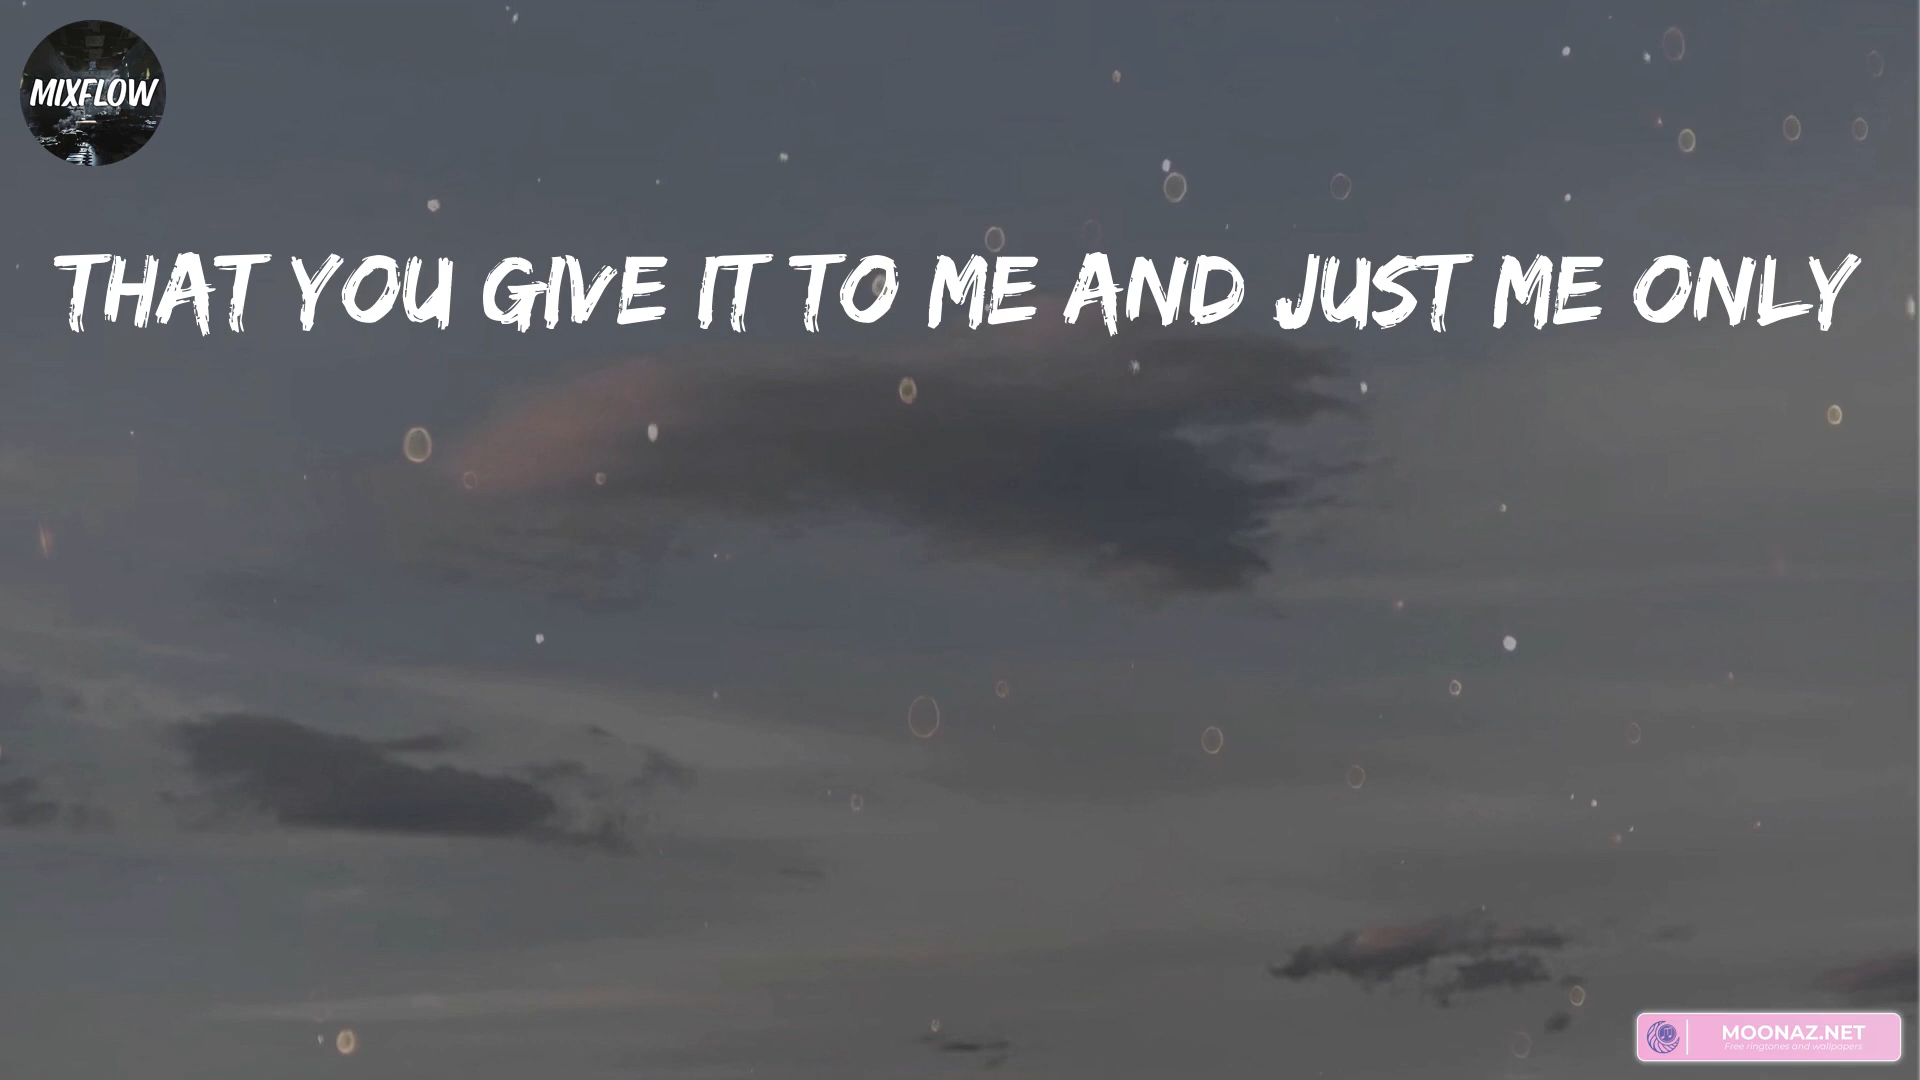 MIXFLOW
THAT YOU GIVE IT TO ME AND JUST ME ONLY
MOONAZ.NET
Free ringtones and wallpapers